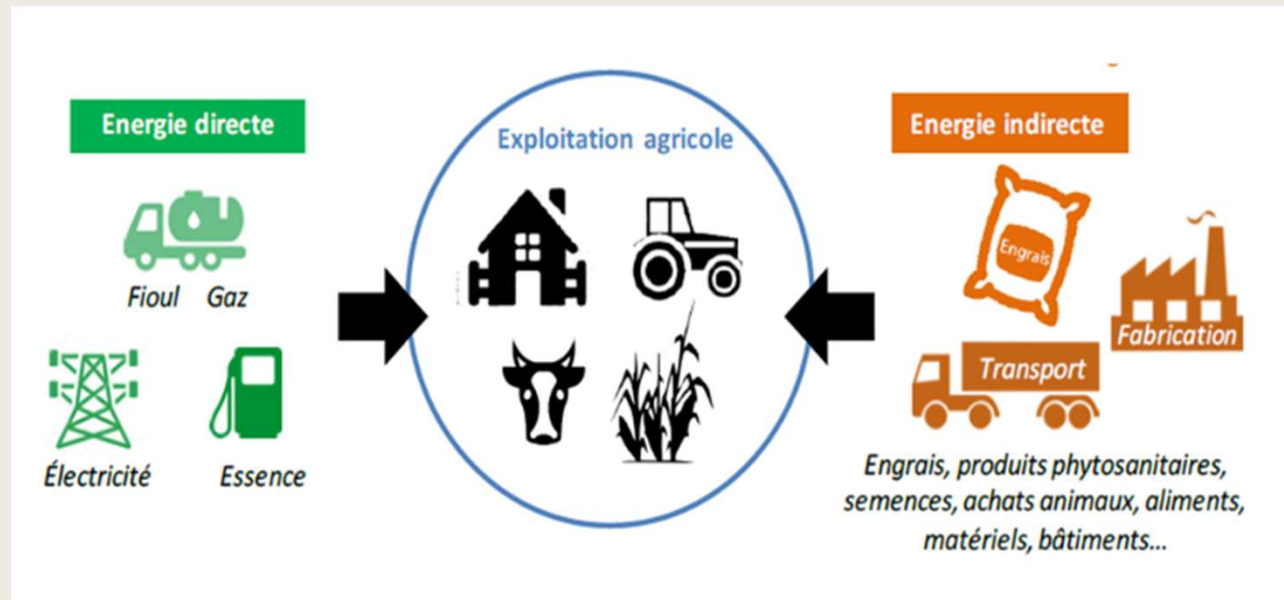 Energie directe
Fioul Gaz
Électricité Essence
Exploitation agricole
Energie indirecte
Engrais
Fabrication
Transport
Engrais, produits phytosanitaires,
semences, achats animaux, aliments,
matériels, bâtiments...